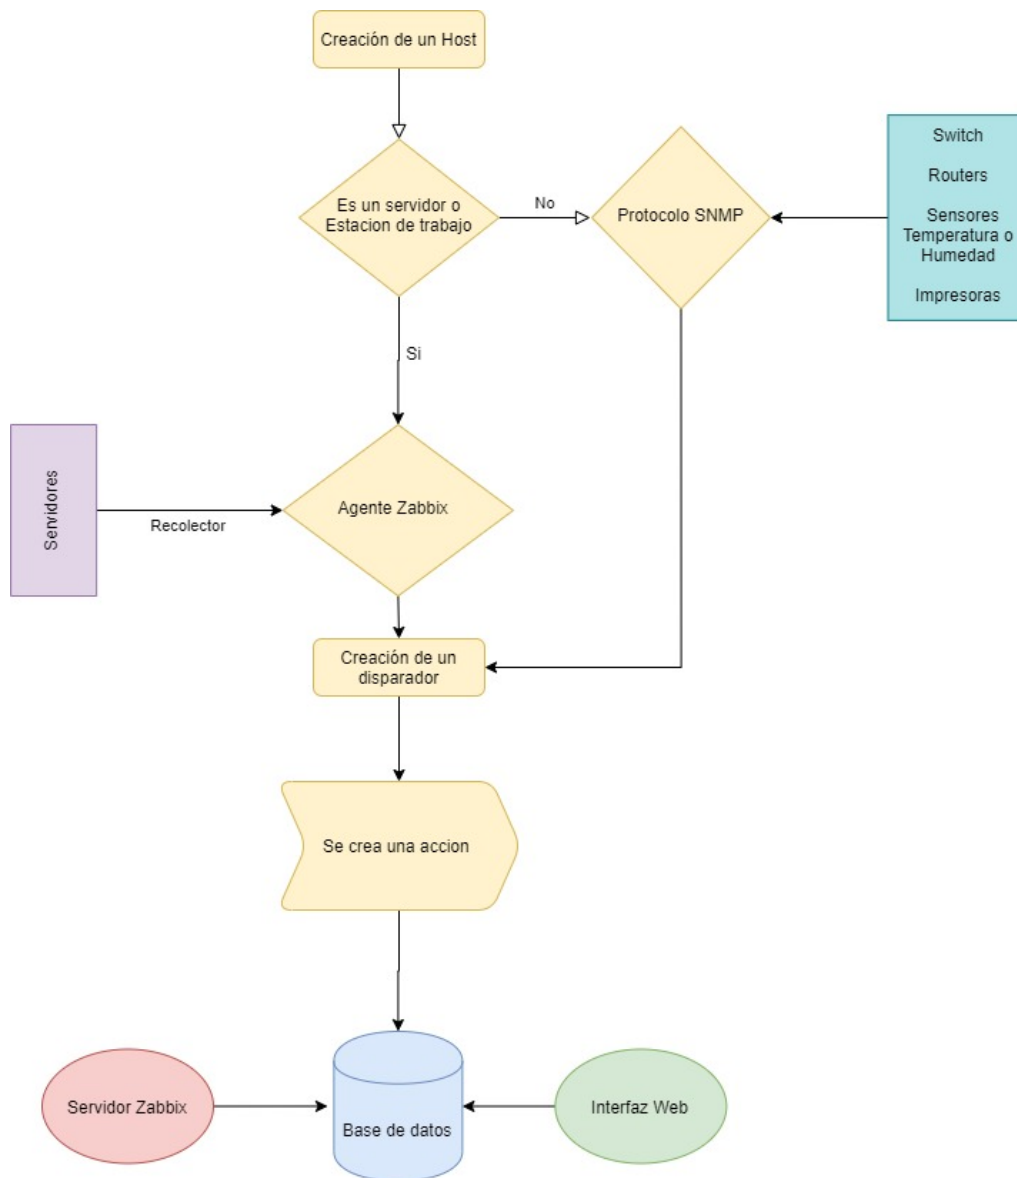 Creación de un Host
Es un servidor o
Estacion de trabajo
No
Protocolo SNMP
Switch
Routers
Sensores
Temperatura o
Humedad
Impresoras
Si
Servidores
Recolector
Agente Zabbix
Creación de un
disparador
Se crea una accion
Servidor Zabbix
Base de datos
Interfaz Web